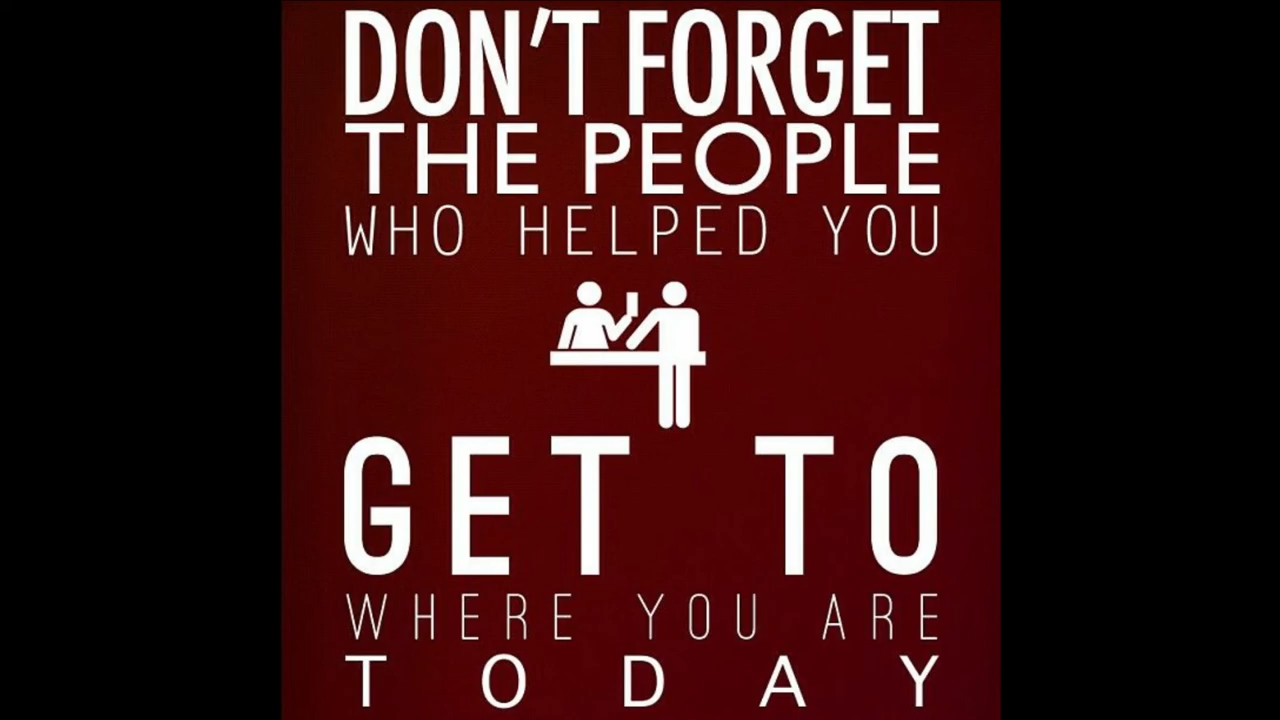 DON'T FORGET
THE PEOPLE
WHO HELPED YOU
GET TO
WHERE YOU ARE
TODAY